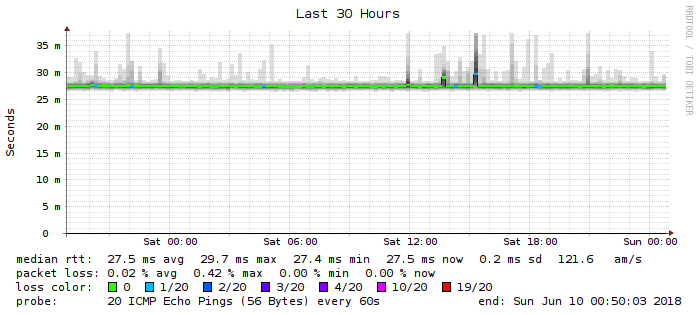 Last 30 Hours
RRDTOOL / TOBI OETIKER
Seconds
35 m
30 m
25 m
20 m
15 m
10 m
5 m
0
Sat 00:00 Sat 06:00 Sat 12:00 Sat 18:00 Sun 00:00
median rtt: 27.5 ms avg 29.7 ms max 27.4 ms min 27.5 ms now 0.2 ms sd 121.6 am/s
packet loss: 0.02 % avg 0.42 % max 0.00 % min 0.00 % now
loss color: 0 1/20 2/20 3/20 4/20 10/20 19/20
probe: 20 ICMP Echo Pings (56 Bytes) every 60s end: Sun Jun 10 00:50:03 2018